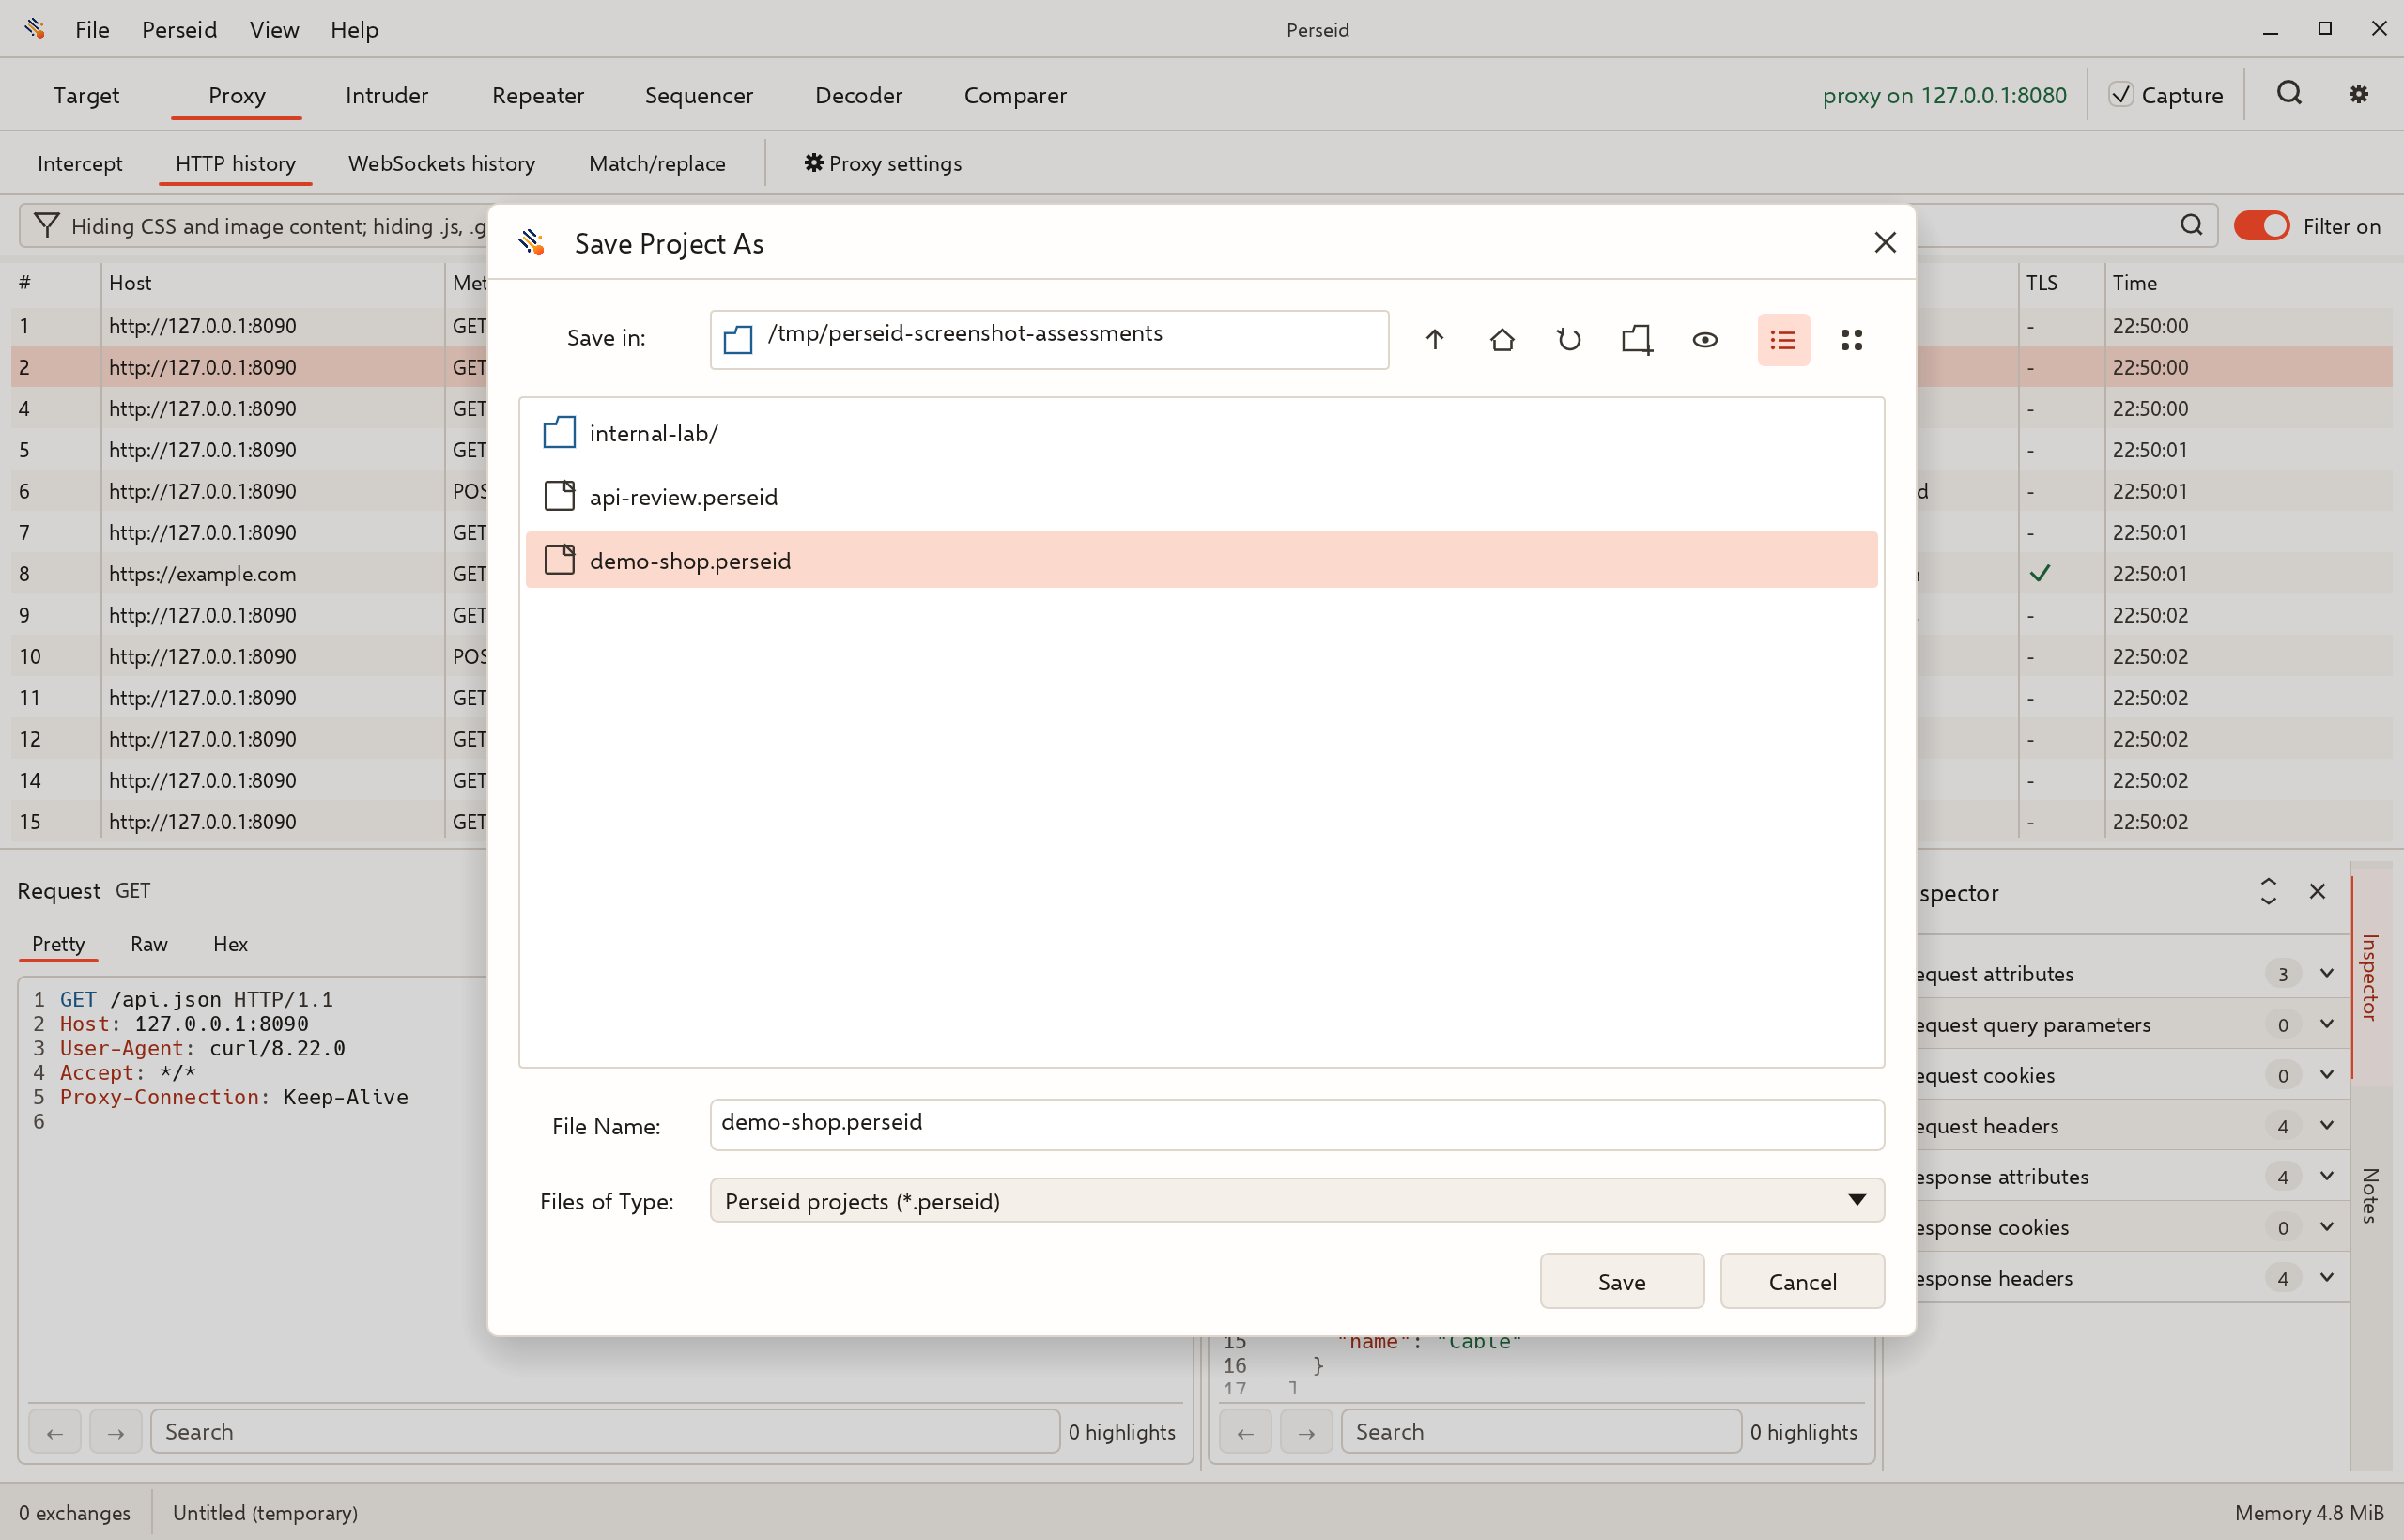 File Perseid View Help Perseid
Target Proxy Intruder Repeater Sequencer Decoder Comparer proxy on 127.0.0.1:8080 Capture
Intercept HTTP history WebSockets history Match/replace Proxy settings
Hiding CSS and image content; hiding .js, .g Filter on
# Host Met TLS Time
1 http://127.0.0.1:8090 GET - 22:50:00
2 http://127.0.0.1:8090 GET - 22:50:00
4 http://127.0.0.1:8090 GET - 22:50:00
5 http://127.0.0.1:8090 GET - 22:50:01
6 http://127.0.0.1:8090 POS d - 22:50:01
7 http://127.0.0.1:8090 GET - 22:50:01
8 https://example.com GET 22:50:01
9 http://127.0.0.1:8090 GET - 22:50:02
10 http://127.0.0.1:8090 POS - 22:50:02
11 http://127.0.0.1:8090 GET - 22:50:02
12 http://127.0.0.1:8090 GET - 22:50:02
14 http://127.0.0.1:8090 GET - 22:50:02
15 http://127.0.0.1:8090 GET - 22:50:02
Save Project As
Save in: /tmp/perseid-screenshot-assessments
internal-lab/
api-review.perseid
demo-shop.perseid
File Name: demo-shop.perseid
Files of Type: Perseid projects (*.perseid)
Save Cancel
Request GET
Pretty Raw Hex
1 GET /api.json HTTP/1.1
2 Host: 127.0.0.1:8090
3 User-Agent: curl/8.22.0
4 Accept: */*
5 Proxy-Connection: Keep-Alive
6
Search 0 highlights
15 "name": "Cable"
16 }
17 ]
Search 0 highlights
spector
equest attributes 3
equest query parameters 0
equest cookies 0
equest headers 4
esponse attributes 4
esponse cookies 0
esponse headers 4
Inspector
Notes
0 exchanges Untitled (temporary) Memory 4.8 MiB